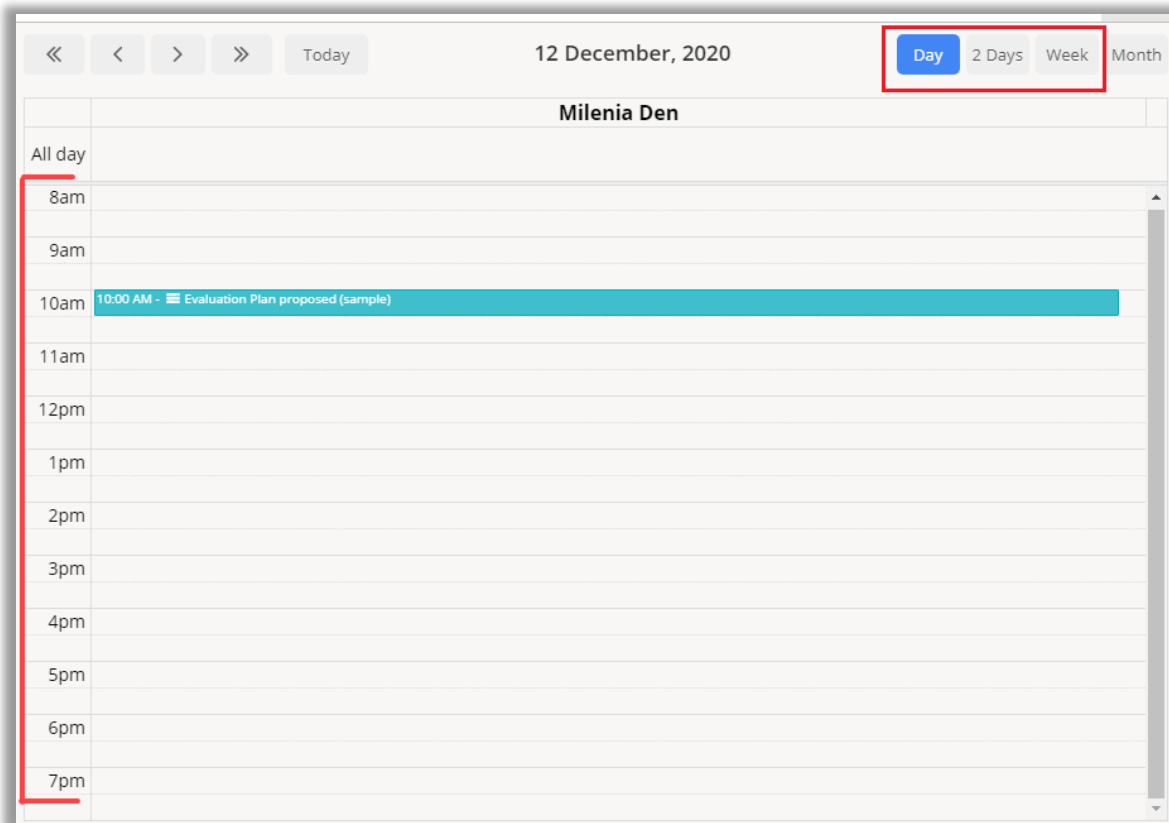 Today 12 December, 2020 Day 2 Days Week Month
Milenia Den
All day
8am
9am
10am 10:00 AM - Evaluation Plan proposed (sample)
11am
12pm
1pm
2pm
3pm
4pm
5pm
6pm
7pm